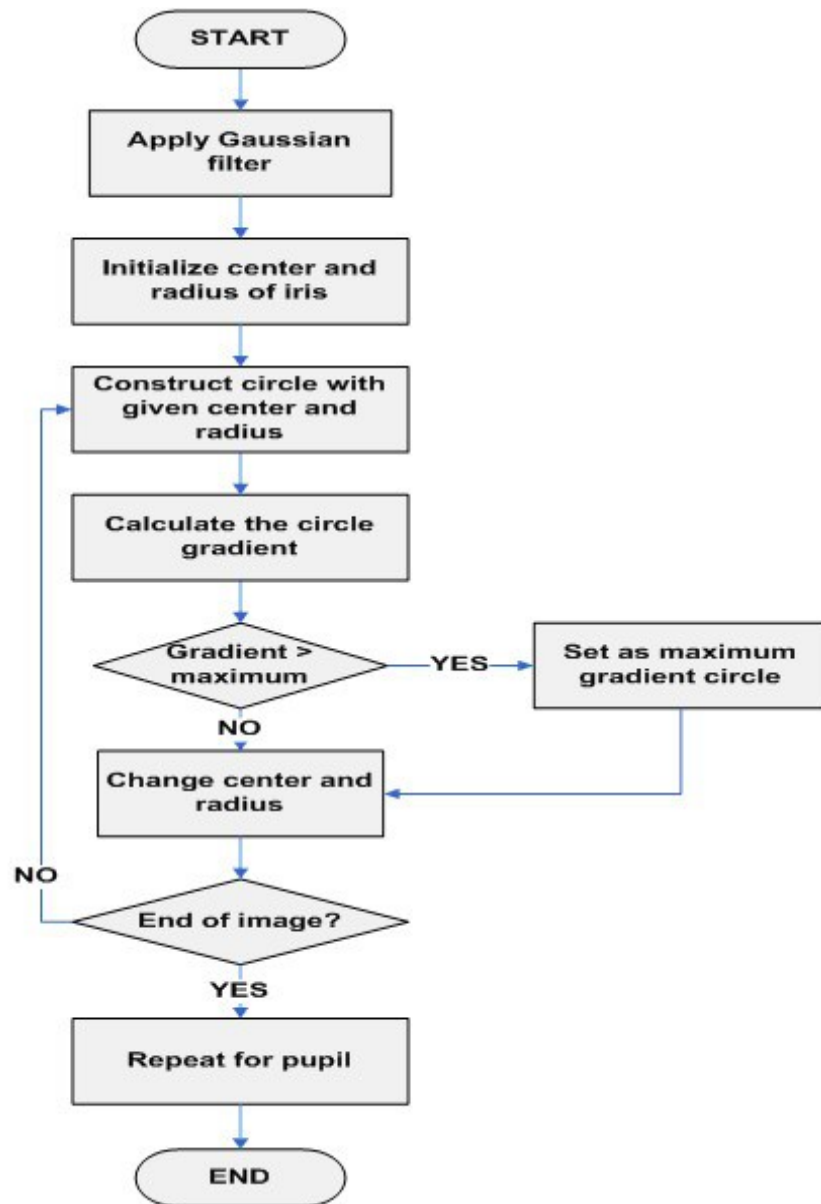 START
Apply Gaussian
filter
Initialize center and
radius of iris
Construct circle with
given center and
radius
Calculate the circle
gradient
Gradient >
maximum
YES
Set as maximum
gradient circle
NO
Change center and
radius
NO
End of image?
YES
Repeat for pupil
END